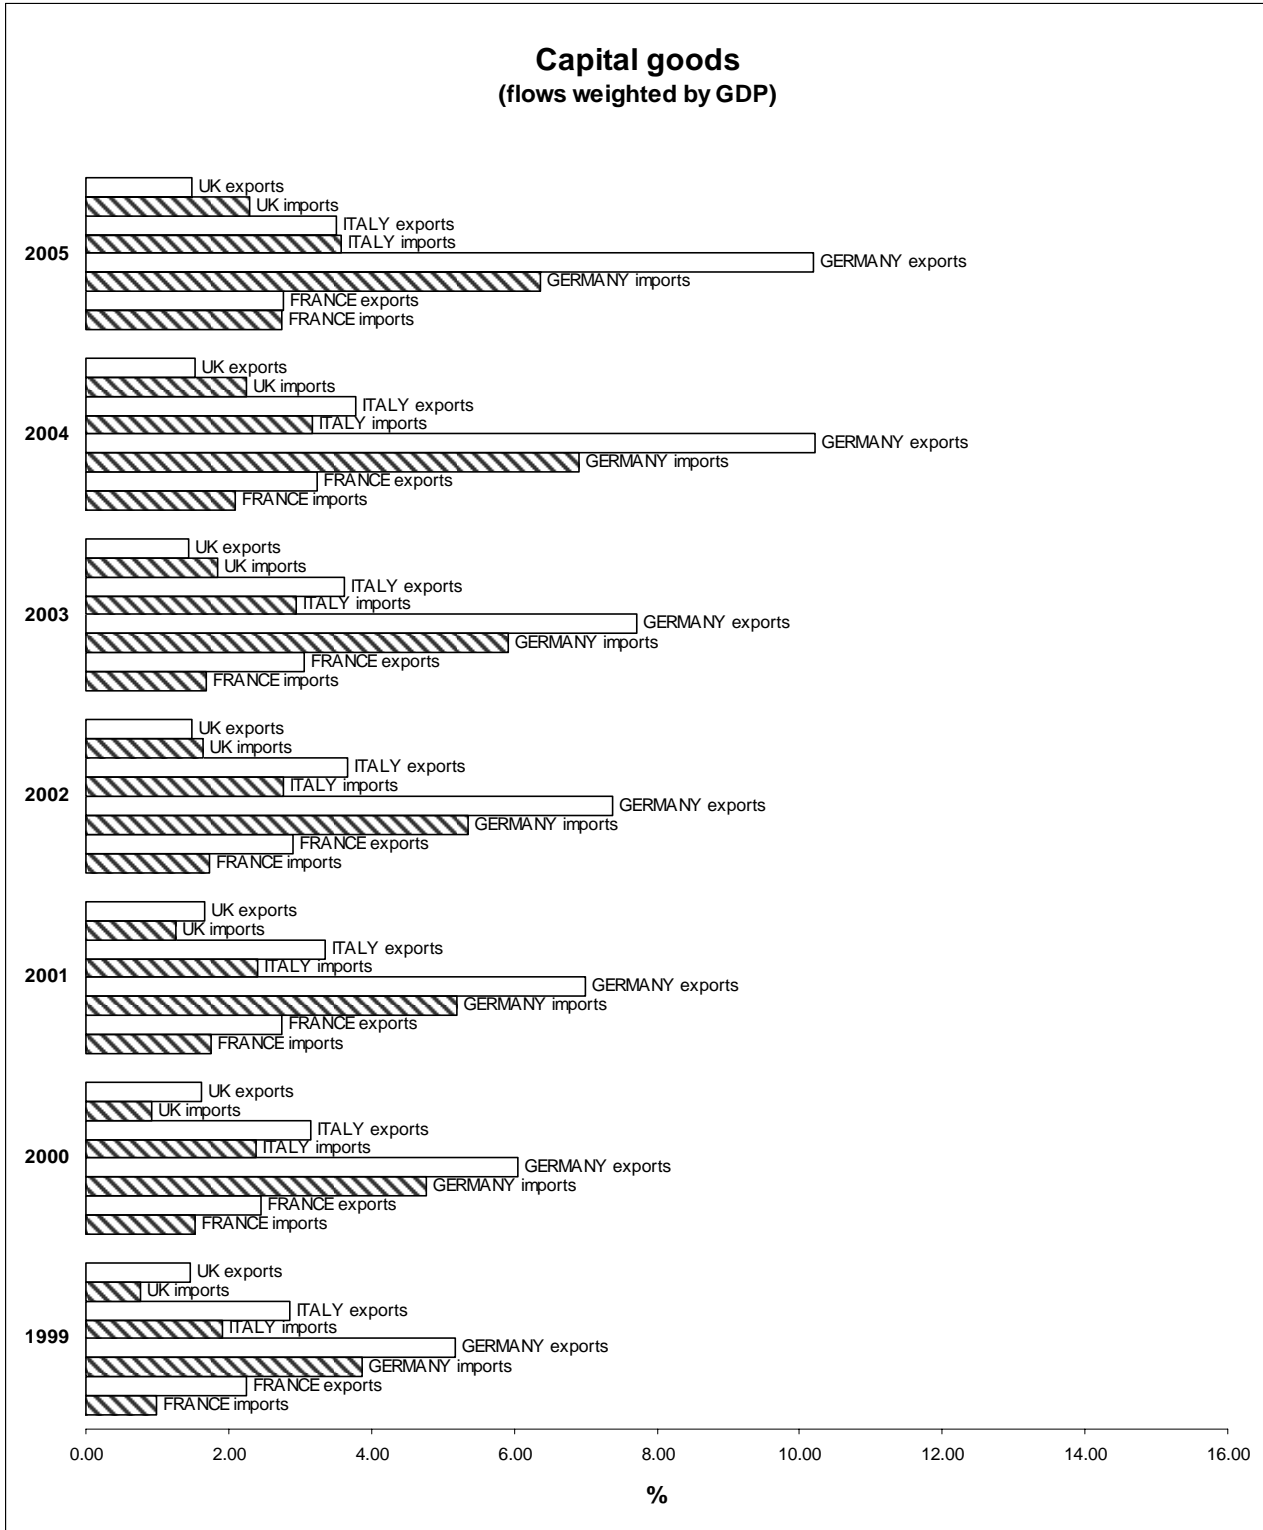 Capital goods
(flows weighted by GDP)
2005
UK exports
UK imports
ITALY exports
ITALY imports
GERMANY exports
GERMANY imports
FRANCE exports
FRANCE imports
2004
UK exports
UK imports
ITALY exports
ITALY imports
GERMANY exports
GERMANY imports
FRANCE exports
FRANCE imports
2003
UK exports
UK imports
ITALY exports
ITALY imports
GERMANY exports
GERMANY imports
FRANCE exports
FRANCE imports
2002
UK exports
UK imports
ITALY exports
ITALY imports
GERMANY exports
GERMANY imports
FRANCE exports
FRANCE imports
2001
UK exports
UK imports
ITALY exports
ITALY imports
GERMANY exports
GERMANY imports
FRANCE exports
FRANCE imports
2000
UK exports
UK imports
ITALY exports
ITALY imports
GERMANY exports
GERMANY imports
FRANCE exports
FRANCE imports
1999
UK exports
UK imports
ITALY exports
ITALY imports
GERMANY exports
GERMANY imports
FRANCE exports
FRANCE imports
0.00 2.00 4.00 6.00 8.00 10.00 12.00 14.00 16.00
%